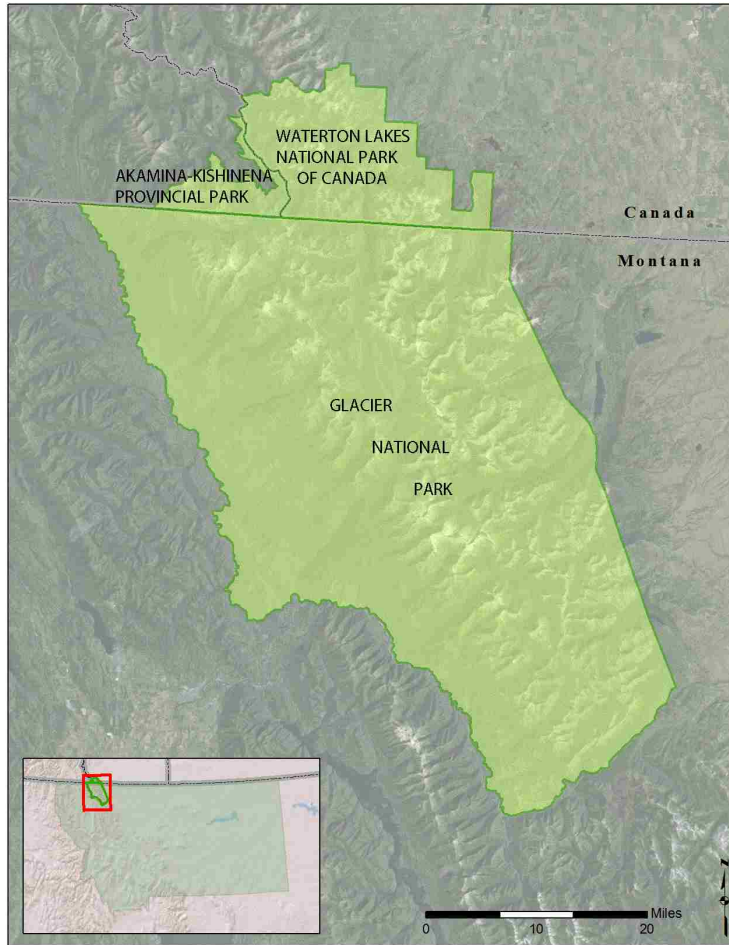 WATERTON LAKES
NATIONAL PARK
OF CANADA
AKAMINA-KISHINENA
PROVINCIAL PARK
Canada
Montana
GLACIER
NATIONAL
PARK
N
Miles
0 10 20